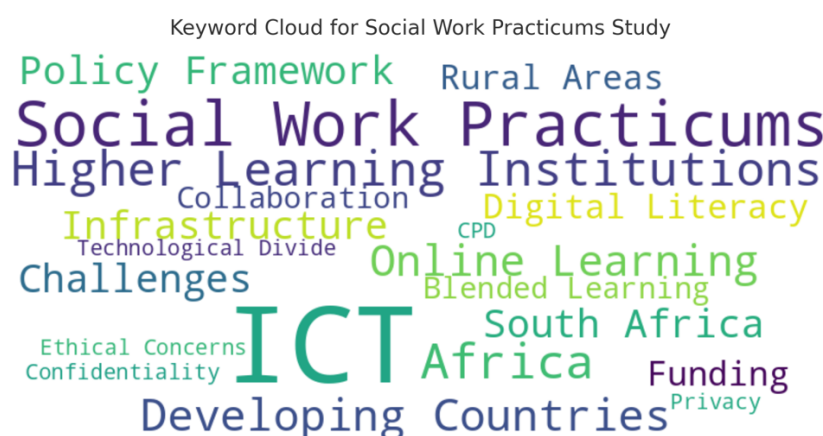 Keyword Cloud for Social Work Practicums Study
Policy Framework
Rural Areas
Social Work Practicums
Higher Learning Institutions
Collaboration
Digital Literacy
Infrastructure
CPD
Technological Divide
Online Learning
Challenges
Blended Learning
ICT
South Africa
Ethical Concerns
Africa
Confidentiality
Funding
Privacy
Developing Countries